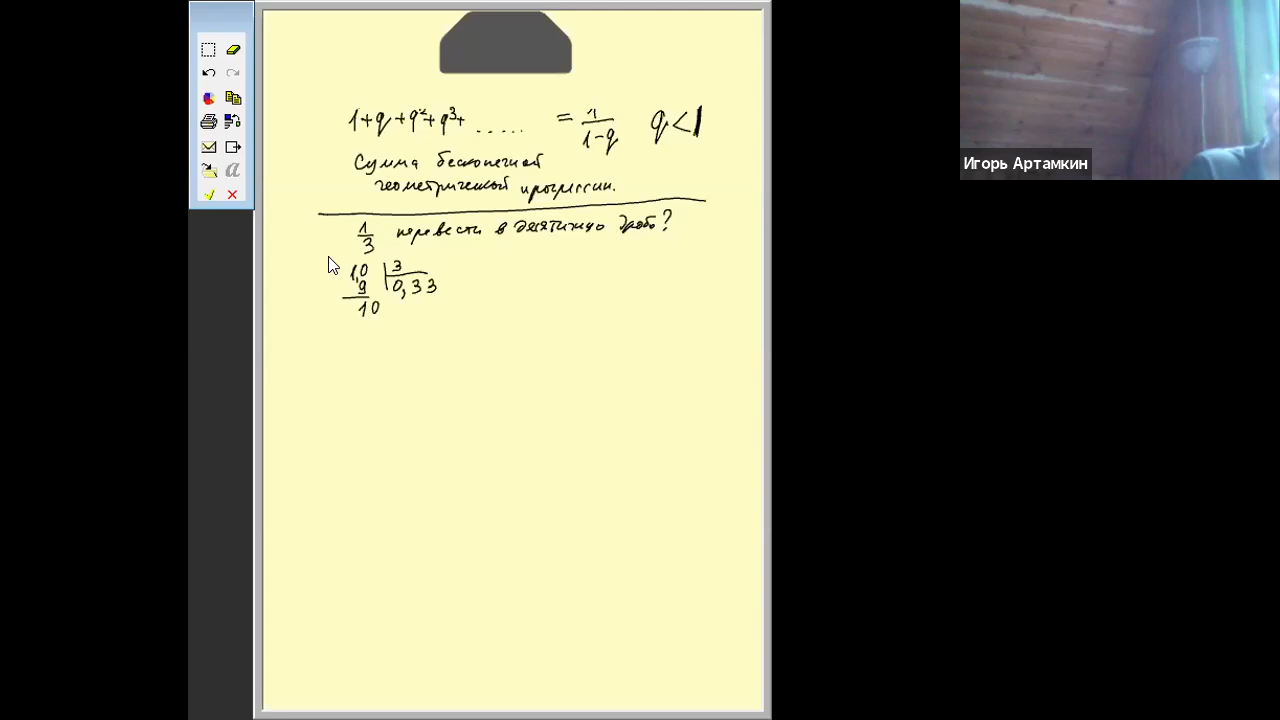 1+q+q²+q³+ ..... = 1/(1-q) q<1
Сумма бесконечной
геометрической прогрессии.
1/3 перевести в десятичную дробь?
1,0 | 3
9 | 0,33
10
Игорь Артамкин